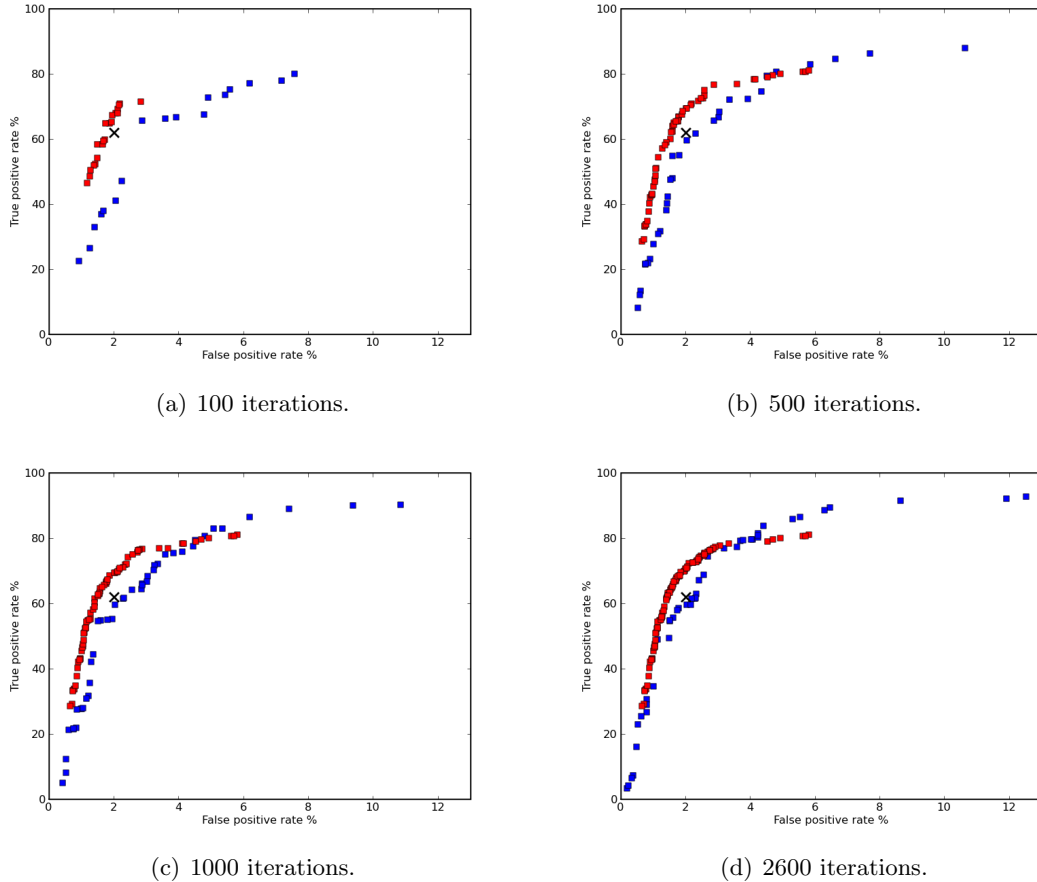 100
80
60
40
20
0
True positive rate %
0 2 4 6 8 10 12
False positive rate %
(a) 100 iterations.
100
80
60
40
20
0
True positive rate %
0 2 4 6 8 10 12
False positive rate %
(b) 500 iterations.
100
80
60
40
20
0
True positive rate %
0 2 4 6 8 10 12
False positive rate %
(c) 1000 iterations.
100
80
60
40
20
0
True positive rate %
0 2 4 6 8 10 12
False positive rate %
(d) 2600 iterations.